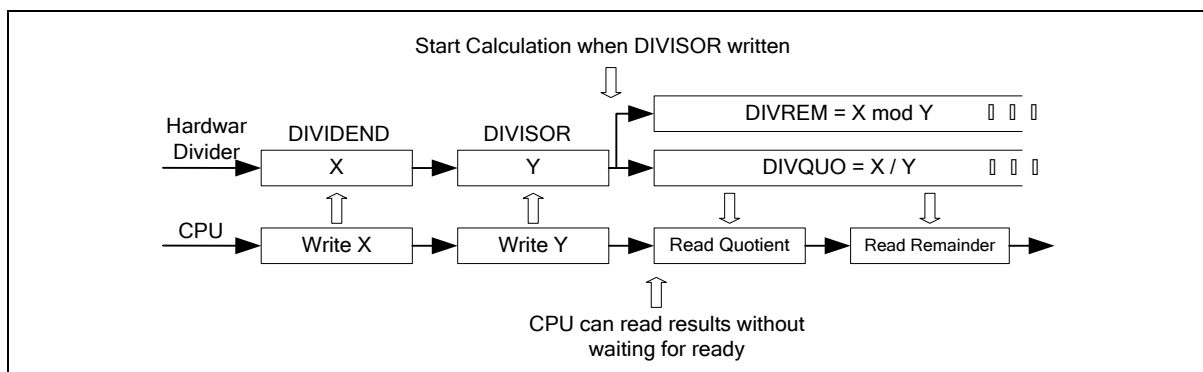 Start Calculation when DIVISOR written
DIVREM = X mod Y
Hardwar
Divider
DIVIDEND
DIVISOR
X
Y
DIVQUO = X / Y
CPU
Write X
Write Y
Read Quotient
Read Remainder
CPU can read results without
waiting for ready